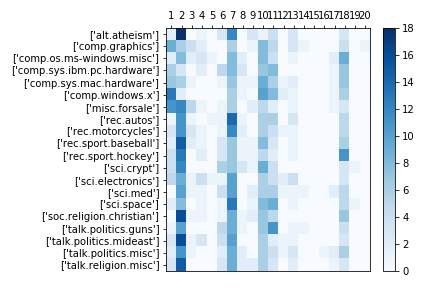 1 2 3 4 5 6 7 8 9 10 11 12 13 14 15 16 17 18 19 20
['alt.atheism']
['comp.graphics']
['comp.os.ms-windows.misc']
['comp.sys.ibm.pc.hardware']
['comp.sys.mac.hardware']
['comp.windows.x']
['misc.forsale']
['rec.autos']
['rec.motorcycles']
['rec.sport.baseball']
['rec.sport.hockey']
['sci.crypt']
['sci.electronics']
['sci.med']
['sci.space']
['soc.religion.christian']
['talk.politics.guns']
['talk.politics.mideast']
['talk.politics.misc']
['talk.religion.misc']
18
16
14
12
10
8
6
4
2
0